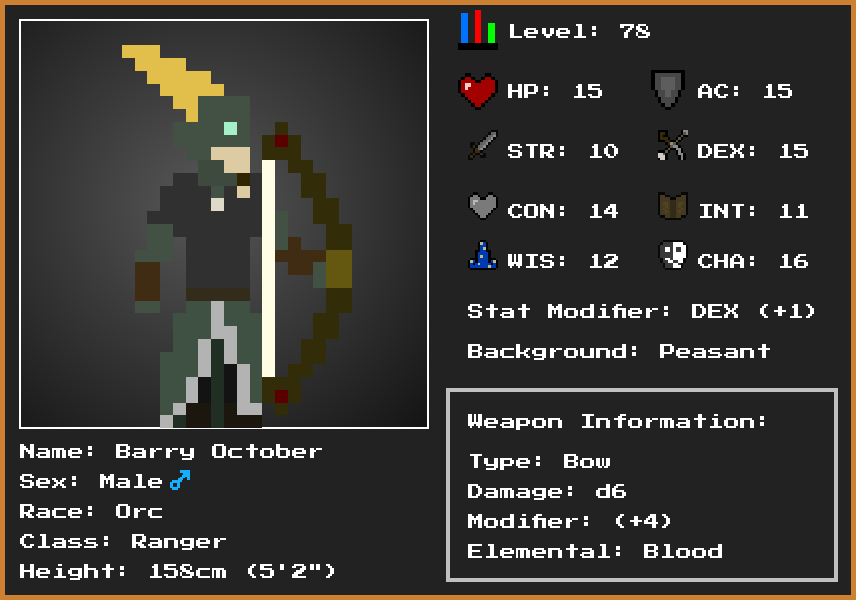 Level: 78
HP: 15
AC: 15
STR: 10
DEX: 15
CON: 14
INT: 11
WIS: 12
CHA: 16
Stat Modifier: DEX (+1)
Background: Peasant
Weapon Information:
Type: Bow
Damage: d6
Modifier: (+4)
Elemental: Blood
Name: Barry October
Sex: Male ♂
Race: Orc
Class: Ranger
Height: 158cm (5'2")